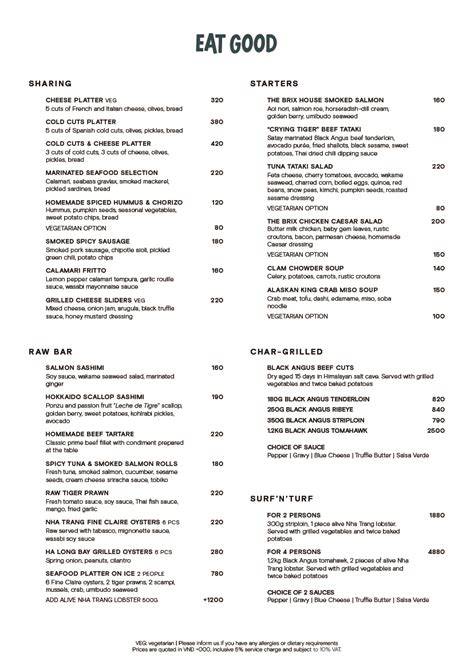 EAT GOOD
SHARING
CHEESE PLATTER VEG 320
5 cuts of French and Italian cheese, olives, bread
COLD CUTS PLATTER 380
5 cuts of Spanish cold cuts, olives, pickles, bread
COLD CUTS & CHEESE PLATTER 420
3 cuts of cold cuts, 3 cuts of cheese, olives,
pickles, bread
MARINATED SEAFOOD SELECTION 220
Calamari, seabass gravlax, smoked mackerel,
pickled sardines, bread
HOMEMADE SPICED HUMMUS & CHORIZO 120
Hummus, pumpkin seeds, seasonal vegetables,
sweet potato chips, bread
VEGETARIAN OPTION 80
SMOKED SPICY SAUSAGE 180
Smoked pork sausage, chipotle aioli, pickled
green chili, potato chips
CALAMARI FRITTO 160
Lemon pepper calamari tempura, garlic rouille
sauce, wasabi mayonnaise sauce
GRILLED CHEESE SLIDERS VEG 220
Mixed cheese, onion jam, arugula, black truffle
sauce, honey mustard dressing
RAW BAR
SALMON SASHIMI 160
Soy sauce, wakame seaweed salad, marinated
ginger
HOKKAIDO SCALLOP SASHIMI 190
Ponzu and passion fruit "Leche de Tigre" scallop,
golden berry, sweet potatoes, kohlrabi pickles,
avocado
HOMEMADE BEEF TARTARE 220
Classic prime beef fillet with condiment prepared
at the table
SPICY TUNA & SMOKED SALMON ROLLS 180
Fresh tuna, smoked salmon, cucumber, sesame
seeds, cream cheese sriracha sauce, tobiko
RAW TIGER PRAWN 220
Fresh tomato sauce, soy sauce, Thai fish sauce,
mango, fried garlic
NHA TRANG FINE CLAIRE OYSTERS 6 PCS 220
Raw served with tabasco, mignonette sauce,
wasabi soy sauce
HA LONG BAY GRILLED OYSTERS 6 PCS 280
Spring onion, peanuts, cilantro
SEAFOOD PLATTER ON ICE 2 PEOPLE 780
6 Fine Claire oysters, 2 tiger prawns, 2 scampi,
mussels, crab, umibudo seaweed
ADD ALIVE NHA TRANG LOBSTER 500G +1200
STARTERS
THE BRIX HOUSE SMOKED SALMON 160
Aoi nori, salmon roe, horseradish-dill cream,
golden berry, umibudo seaweed
"CRYING TIGER" BEEF TATAKI 180
Satay marinated Black Angus beef tenderloin,
avocado purée, fried shallots, black sesame, sweet
potatoes, Thai dried chili dipping sauce
TUNA TATAKI SALAD 220
Feta cheese, cherry tomatoes, avocado, wakame
seaweed, charred corn, boiled eggs, quinoa, red
beans, snow peas, kimchi, pumpkin seeds, roasted
sesame dressing
VEGETARIAN OPTION 80
THE BRIX CHICKEN CAESAR SALAD 200
Butter milk chicken, baby gem leaves, rustic
croutons, bacon, parmesan cheese, homemade
Caesar dressing
VEGETARIAN OPTION 150
CLAM CHOWDER SOUP 140
Celery, potatoes, carrots, rustic croutons
ALASKAN KING CRAB MISO SOUP 150
Crab meat, tofu, dashi, edamame, miso, soba
noodle
VEGETARIAN OPTION 100
CHAR-GRILLED
BLACK ANGUS BEEF CUTS
Dry aged 15 days in Himalayan salt cave. Served with grilled
vegetables and twice baked potatoes
180G BLACK ANGUS TENDERLOIN 820
250G BLACK ANGUS RIBEYE 840
350G BLACK ANGUS STRIPLOIN 790
1,2KG BLACK ANGUS TOMAHAWK 2500
CHOICE OF SAUCE
Pepper | Gravy | Blue Cheese | Truffle Butter | Salsa Verde
SURF'N'TURF
FOR 2 PERSONS 1880
300g striploin, 1 piece alive Nha Trang lobster.
Served with grilled vegetables and twice baked
potatoes
FOR 4 PERSONS 4880
1,2kg Black Angus tomahawk, 2 pieces of alive Nha
Trang lobster. Served with grilled vegetables and
twice baked potatoes
CHOICE OF 2 SAUCES
Pepper | Gravy | Blue Cheese | Truffle Butter | Salsa Verde
VEG: vegetarian | Please inform us if you have any allergies or dietary requirements
Prices are quoted in VND ~000, inclusive 5% service charge and subject to 10% VAT.